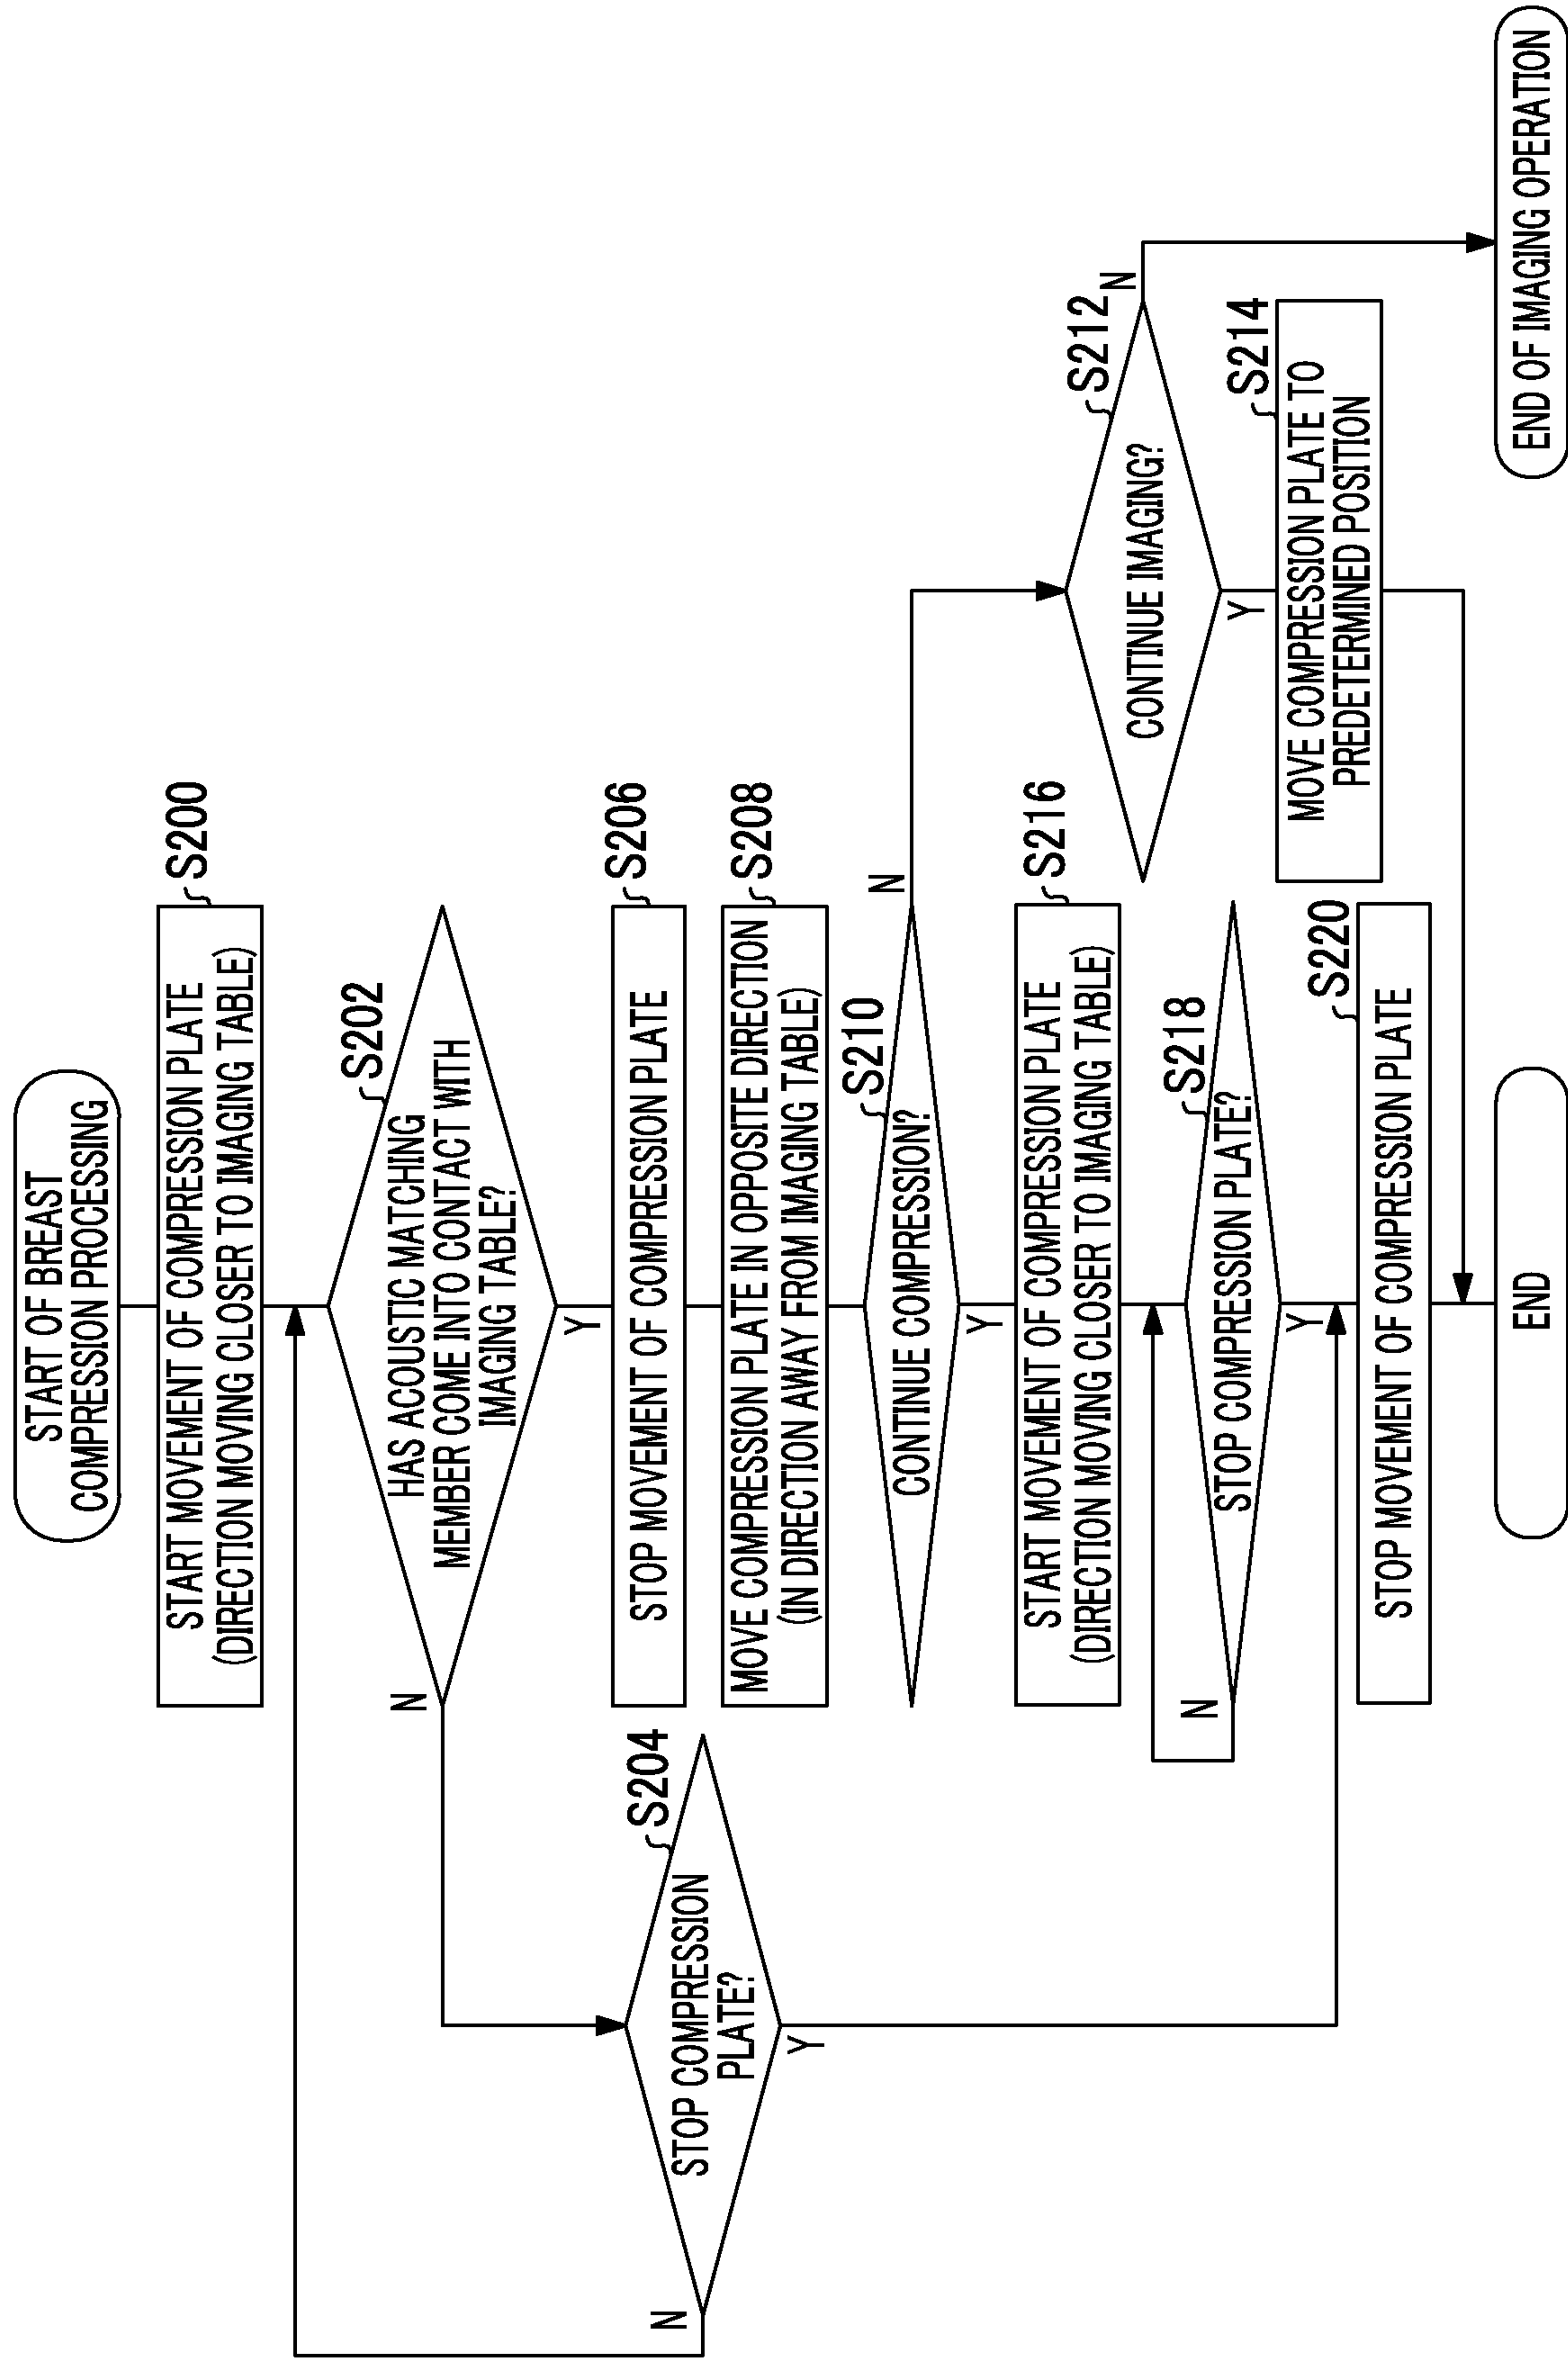 START OF BREAST
COMPRESSION PROCESSING
S200
START MOVEMENT OF COMPRESSION PLATE
(DIRECTION MOVING CLOSER TO IMAGING TABLE)
S202
HAS ACOUSTIC MATCHING
MEMBER COME INTO CONTACT WITH
IMAGING TABLE?
N
Y
S204
STOP COMPRESSION
PLATE?
N
Y
S206
STOP MOVEMENT OF COMPRESSION PLATE
S208
MOVE COMPRESSION PLATE IN OPPOSITE DIRECTION
(IN DIRECTION AWAY FROM IMAGING TABLE)
S210
CONTINUE COMPRESSION?
N
Y
S212
CONTINUE IMAGING?
N
Y
S214
MOVE COMPRESSION PLATE TO
PREDETERMINED POSITION
S216
START MOVEMENT OF COMPRESSION PLATE
(DIRECTION MOVING CLOSER TO IMAGING TABLE)
S218
STOP COMPRESSION PLATE?
N
Y
S220
STOP MOVEMENT OF COMPRESSION PLATE
END
END OF IMAGING OPERATION